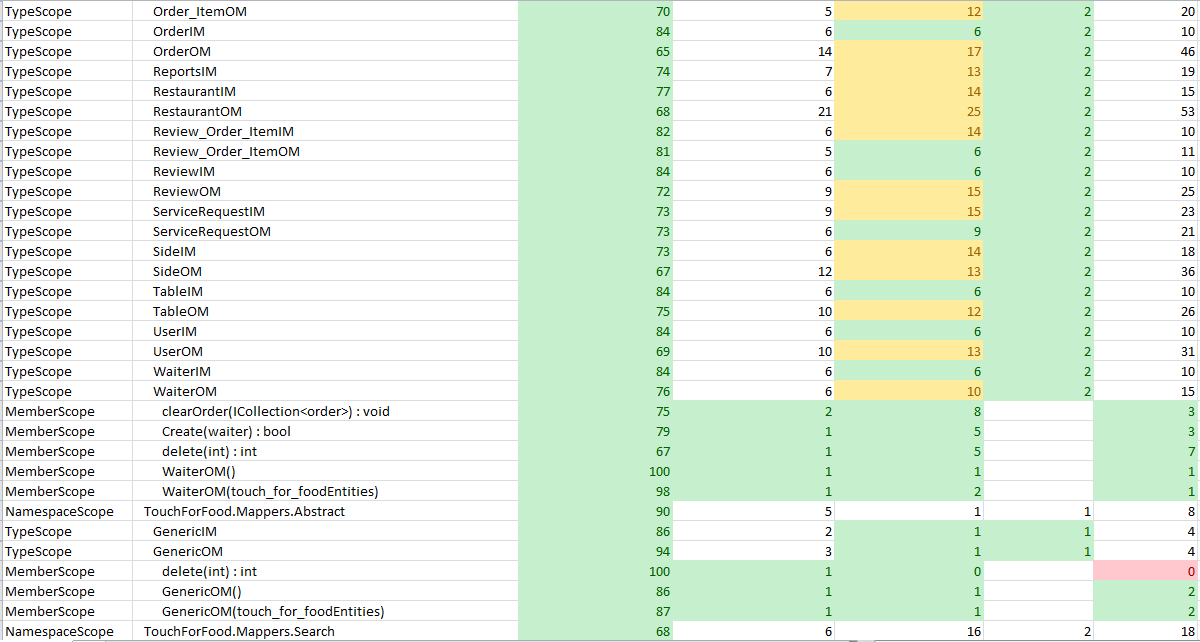 TypeScope Order_ItemOM 70 5 12 2 20
TypeScope OrderIM 84 6 6 2 10
TypeScope OrderOM 65 14 17 2 46
TypeScope ReportsIM 74 7 13 2 19
TypeScope RestaurantIM 77 6 14 2 15
TypeScope RestaurantOM 68 21 25 2 53
TypeScope Review_Order_ItemIM 82 6 14 2 10
TypeScope Review_Order_ItemOM 81 5 6 2 11
TypeScope ReviewIM 84 6 6 2 10
TypeScope ReviewOM 72 9 15 2 25
TypeScope ServiceRequestIM 73 9 15 2 23
TypeScope ServiceRequestOM 73 6 9 2 21
TypeScope SideIM 73 6 14 2 18
TypeScope SideOM 67 12 13 2 36
TypeScope TableIM 84 6 6 2 10
TypeScope TableOM 75 10 12 2 26
TypeScope UserIM 84 6 6 2 10
TypeScope UserOM 69 10 13 2 31
TypeScope WaiterIM 84 6 6 2 10
TypeScope WaiterOM 76 6 10 2 15
MemberScope clearOrder(ICollection<order>) : void 75 2 8 3
MemberScope Create(waiter) : bool 79 1 5 3
MemberScope delete(int) : int 67 1 5 7
MemberScope WaiterOM() 100 1 1 1
MemberScope WaiterOM(touch_for_foodEntities) 98 1 2 1
NamespaceScope TouchForFood.Mappers.Abstract 90 5 1 1 8
TypeScope GenericIM 86 2 1 1 4
TypeScope GenericOM 94 3 1 1 4
MemberScope delete(int) : int 100 1 0 0
MemberScope GenericOM() 86 1 1 2
MemberScope GenericOM(touch_for_foodEntities) 87 1 1 2
NamespaceScope TouchForFood.Mappers.Search 68 6 16 2 18